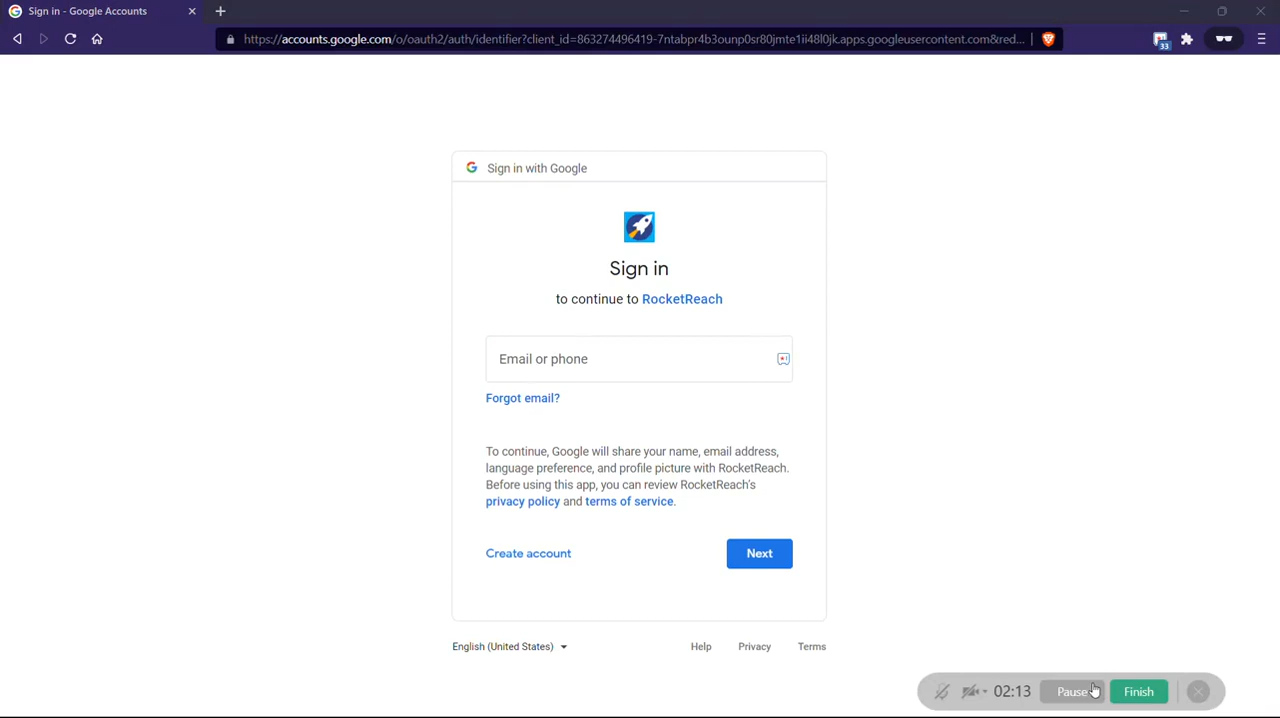 Sign in - Google Accounts
https://accounts.google.com/o/oauth2/auth/identifier?client_id=863274496419-7ntabpr4b3ounp0sr80jmte1ii48l0jk.apps.googleusercontent.com&red...
33
Sign in with Google
Sign in
to continue to RocketReach
Email or phone
Forgot email?
To continue, Google will share your name, email address,
language preference, and profile picture with RocketReach.
Before using this app, you can review RocketReach's
privacy policy and terms of service.
Create account
Next
English (United States)
Help
Privacy
Terms
02:13
Pause
Finish